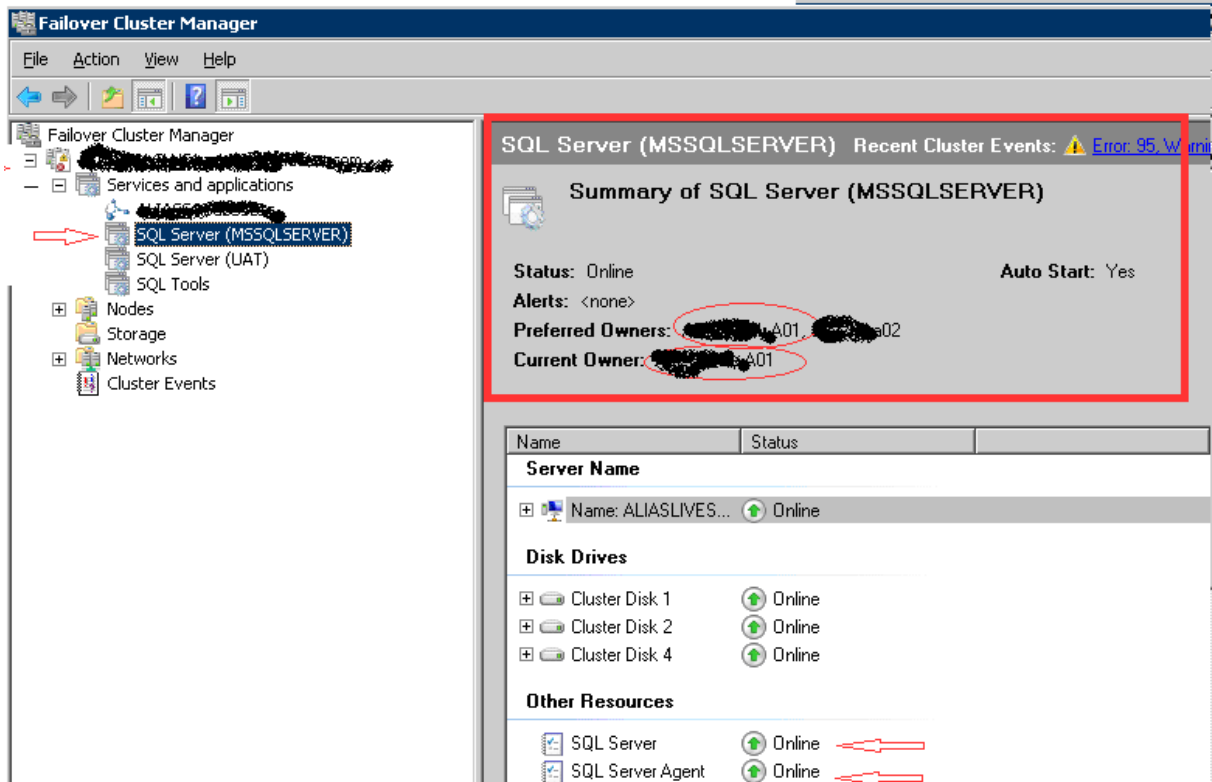 Failover Cluster Manager
File Action View Help
Failover Cluster Manager
Services and applications
SQL Server (MSSQLSERVER)
SQL Server (UAT)
SQL Tools
Nodes
Storage
Networks
Cluster Events
SQL Server (MSSQLSERVER) Recent Cluster Events: Error: 95,
Summary of SQL Server (MSSQLSERVER)
Status: Online Auto Start: Yes
Alerts: <none>
Preferred Owners: A01, a02
Current Owner: A01
Name Status
Server Name
Name: ALIASLIVES... Online
Disk Drives
Cluster Disk 1 Online
Cluster Disk 2 Online
Cluster Disk 4 Online
Other Resources
SQL Server Online
SQL Server Agent Online